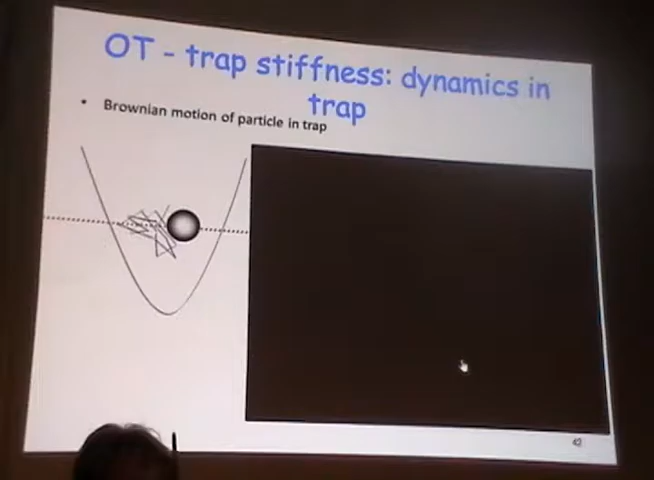 OT - trap stiffness: dynamics in
trap
• Brownian motion of particle in trap
42